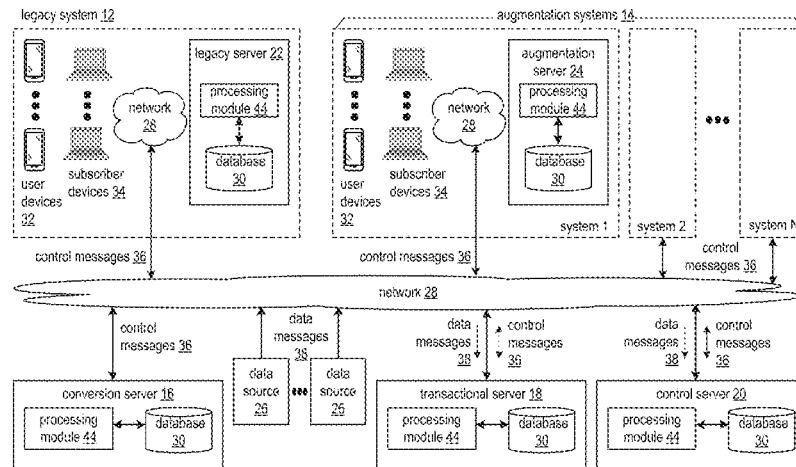 legacy system 12
augmentation systems 14
legacy server 22
processing module 44
database 30
network 28
user devices 32
subscriber devices 34
augmentation server 24
processing module 44
database 30
network 28
user devices 32
subscriber devices 34
system 1
system 2
system N
control messages 36
control messages 36
control messages 36
network 28
control messages 36
data messages 38
data messages 38
control messages 36
data messages 38
control messages 36
conversion server 16
processing module 44
database 30
data source 26
data source 26
transactional server 18
processing module 44
database 30
control server 20
processing module 44
database 30